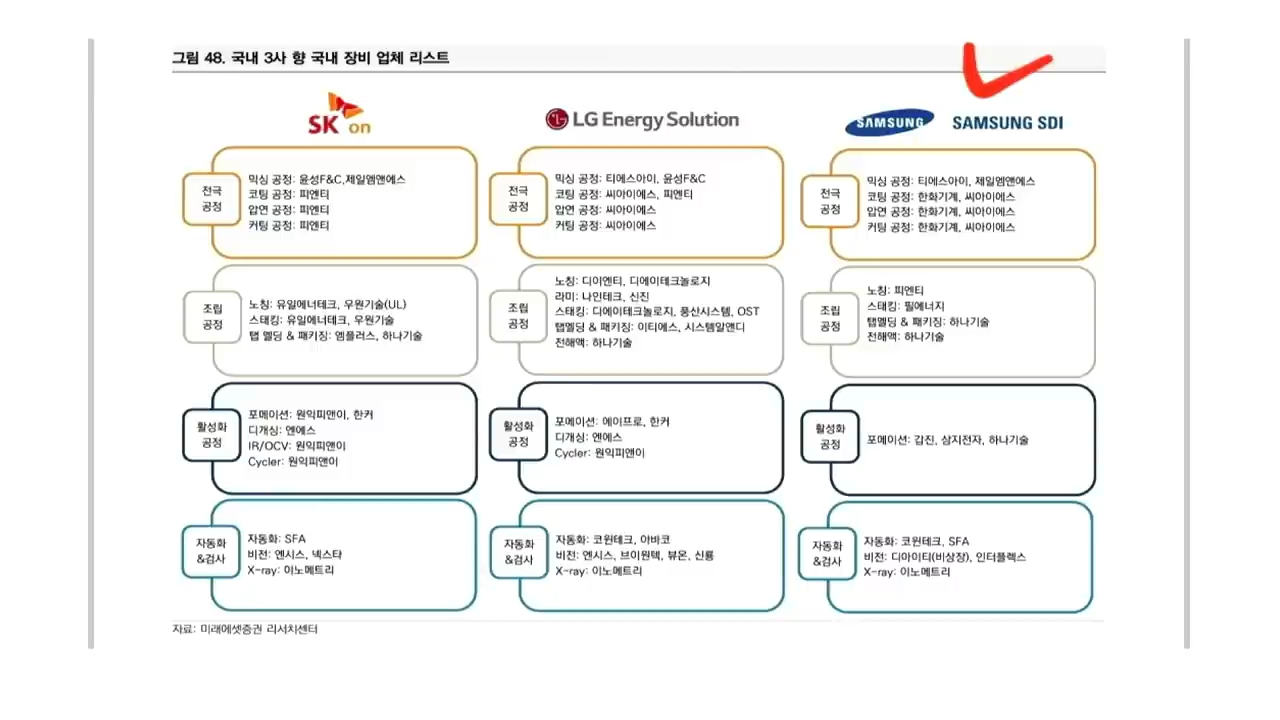 그림 48. 국내 3사 향 국내 장비 업체 리스트
SK on
LG Energy Solution
SAMSUNG SAMSUNG SDI
전극
공정
믹싱 공정: 윤성F&C,제일엠앤에스
코팅 공정: 피엔티
압연 공정: 피엔티
커팅 공정: 피엔티
전극
공정
믹싱 공정: 티에스아이, 윤성F&C
코팅 공정: 씨아이에스, 피엔티
압연 공정: 씨아이에스
커팅 공정: 씨아이에스
전극
공정
믹싱 공정: 티에스아이, 제일엠앤에스
코팅 공정: 한화기계, 씨아이에스
압연 공정: 한화기계, 씨아이에스
커팅 공정: 한화기계, 씨아이에스
조립
공정
노칭: 유일에너테크, 우원기술(UL)
스태킹: 유일에너테크, 우원기술
탭 웰딩 & 패키징: 엠플러스, 하나기술
조립
공정
노칭: 디이엔티, 디에이테크놀로지
라미: 나인테크, 신진
스태킹: 디에이테크놀로지, 풍산시스템, OST
탭웰딩 & 패키징: 이티에스, 시스템알앤디
전해액: 하나기술
조립
공정
노칭: 피엔티
스태킹: 필에너지
탭웰딩 & 패키징: 하나기술
전해액: 하나기술
활성화
공정
포메이션: 원익피앤이, 한커
디개싱: 엔에스
IR/OCV: 원익피앤이
Cycler: 원익피앤이
활성화
공정
포메이션: 에이프로, 한커
디개싱: 엔에스
Cycler: 원익피앤이
활성화
공정
포메이션: 갑진, 삼지전자, 하나기술
자동화
&검사
자동화: SFA
비전: 엔시스, 넥스타
X-ray: 이노메트리
자동화
&검사
자동화: 코윈테크, 아바코
비전: 엔시스, 브이원텍, 뷰온, 신룡
X-ray: 이노메트리
자동화
&검사
자동화: 코윈테크, SFA
비전: 디아이티(비상장), 인터플렉스
X-ray: 이노메트리
자료: 미래에셋증권 리서치센터